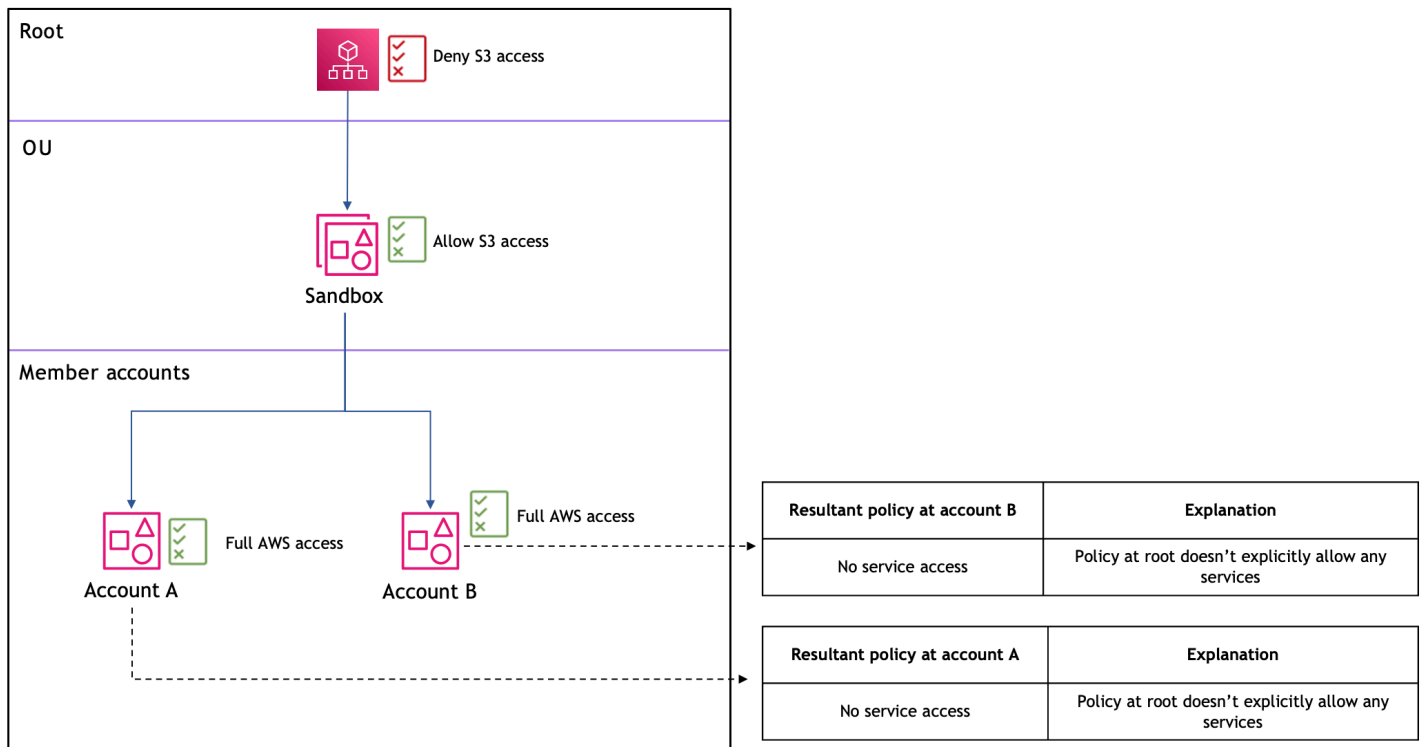 Root
Deny S3 access
OU
Allow S3 access
Sandbox
Member accounts
Full AWS access
Account A
Full AWS access
Account B
Resultant policy at account B
Explanation
No service access
Policy at root doesn’t explicitly allow any
services
Resultant policy at account A
Explanation
No service access
Policy at root doesn’t explicitly allow any
services